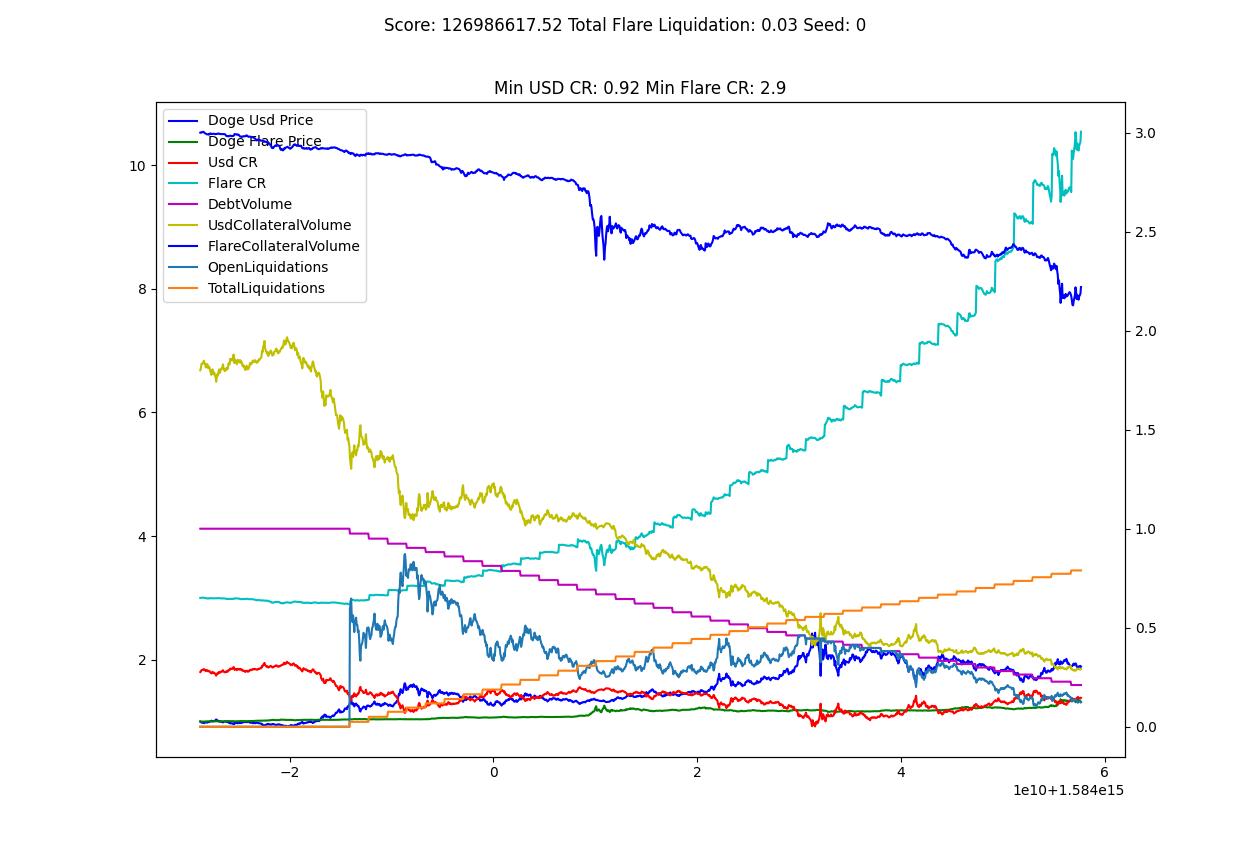 Score: 126986617.52 Total Flare Liquidation: 0.03 Seed: 0
Min USD CR: 0.92 Min Flare CR: 2.9
Doge Usd Price
Doge Flare Price
Usd CR
Flare CR
DebtVolume
UsdCollateralVolume
FlareCollateralVolume
OpenLiquidations
TotalLiquidations
10
8
6
4
2
3.0
2.5
2.0
1.5
1.0
0.5
0.0
−2
0
2
4
6
1e10+1.584e15